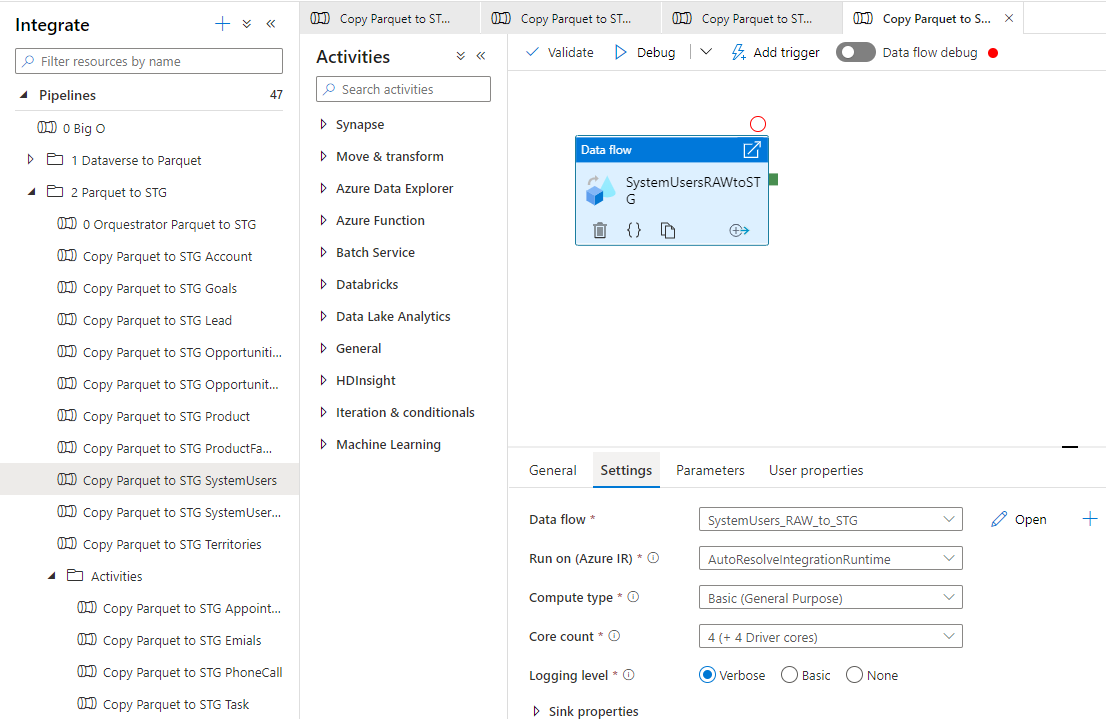 Integrate
Filter resources by name
Pipelines 47
0 Big O
1 Dataverse to Parquet
2 Parquet to STG
0 Orquestrator Parquet to STG
Copy Parquet to STG Account
Copy Parquet to STG Goals
Copy Parquet to STG Lead
Copy Parquet to STG Opportuniti...
Copy Parquet to STG Opportunit...
Copy Parquet to STG Product
Copy Parquet to STG ProductFa...
Copy Parquet to STG SystemUsers
Copy Parquet to STG SystemUser...
Copy Parquet to STG Territories
Activities
Copy Parquet to STG Appoint...
Copy Parquet to STG Emials
Copy Parquet to STG PhoneCall
Copy Parquet to STG Task
Copy Parquet to ST... Copy Parquet to ST... Copy Parquet to ST... Copy Parquet to S...
Activities
Search activities
Synapse
Move & transform
Azure Data Explorer
Azure Function
Batch Service
Databricks
Data Lake Analytics
General
HDInsight
Iteration & conditionals
Machine Learning
Validate Debug Add trigger Data flow debug
Data flow
SystemUsersRAWtoST
G
General Settings Parameters User properties
Data flow * SystemUsers_RAW_to_STG Open
Run on (Azure IR) * AutoResolveIntegrationRuntime
Compute type * Basic (General Purpose)
Core count * 4 (+ 4 Driver cores)
Logging level * Verbose Basic None
Sink properties